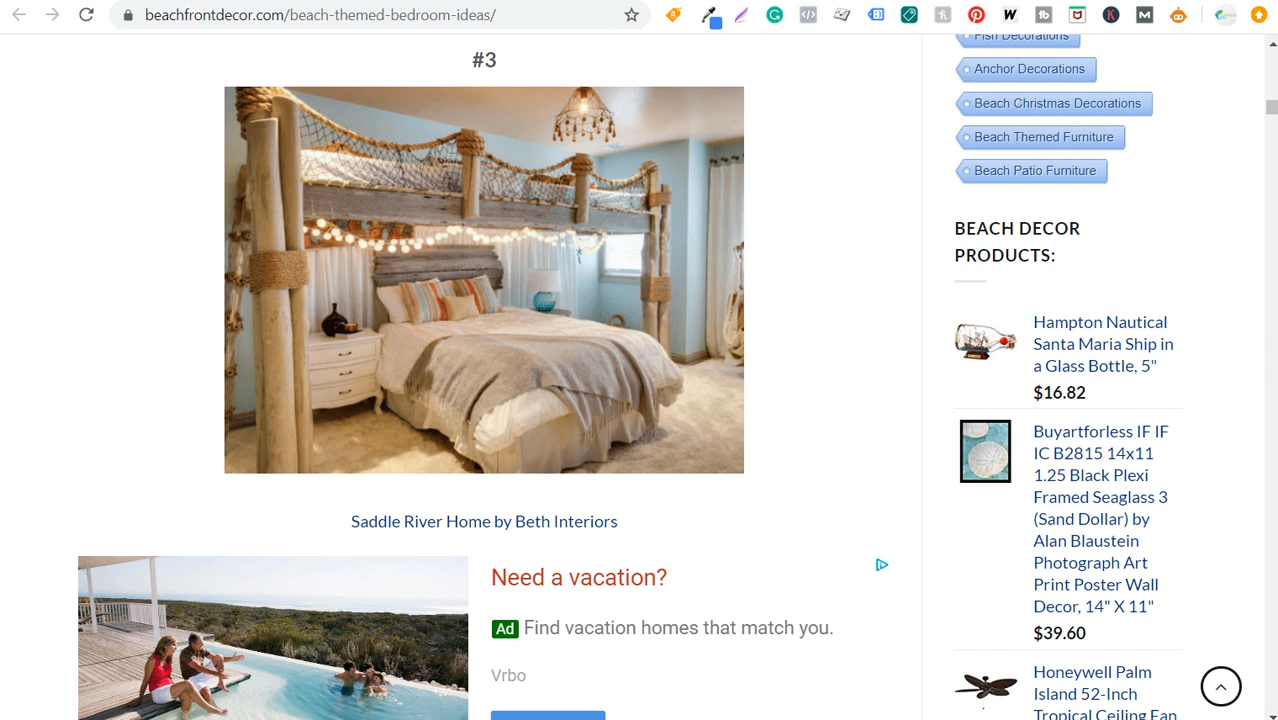 beachfrontdecor.com/beach-themed-bedroom-ideas/
#3
Saddle River Home by Beth Interiors
Need a vacation?
Ad Find vacation homes that match you.
Vrbo
Fish Decorations
Anchor Decorations
Beach Christmas Decorations
Beach Themed Furniture
Beach Patio Furniture
BEACH DECOR
PRODUCTS:
Hampton Nautical
Santa Maria Ship in
a Glass Bottle, 5"
$16.82
Buyartforless IF IF
IC B2815 14x11
1.25 Black Plexi
Framed Seaglass 3
(Sand Dollar) by
Alan Blaustein
Photograph Art
Print Poster Wall
Decor, 14" X 11"
$39.60
Honeywell Palm
Island 52-Inch
Tropical Ceiling Fan